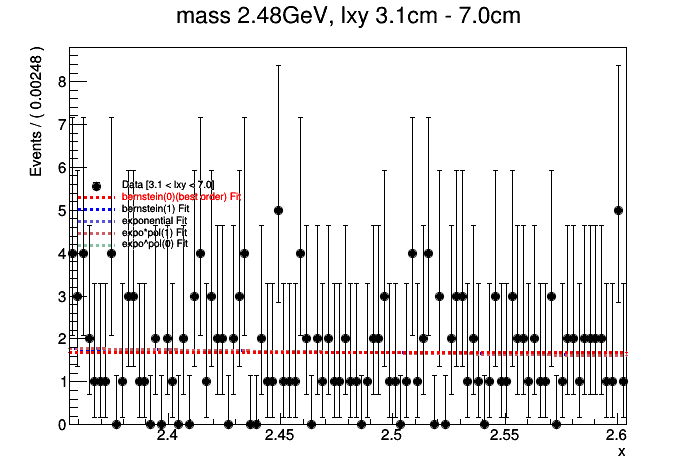 mass 2.48GeV, lxy 3.1cm - 7.0cm
Events / ( 0.00248 )
8
7
6
5
4
3
2
1
0
Data [3.1 < lxy < 7.0]
bernstein(0)(best order) Fit
bernstein(1) Fit
exponential Fit
expo*pol(1) Fit
expo*pol(0) Fit
2.4
2.45
2.5
2.55
2.6
x